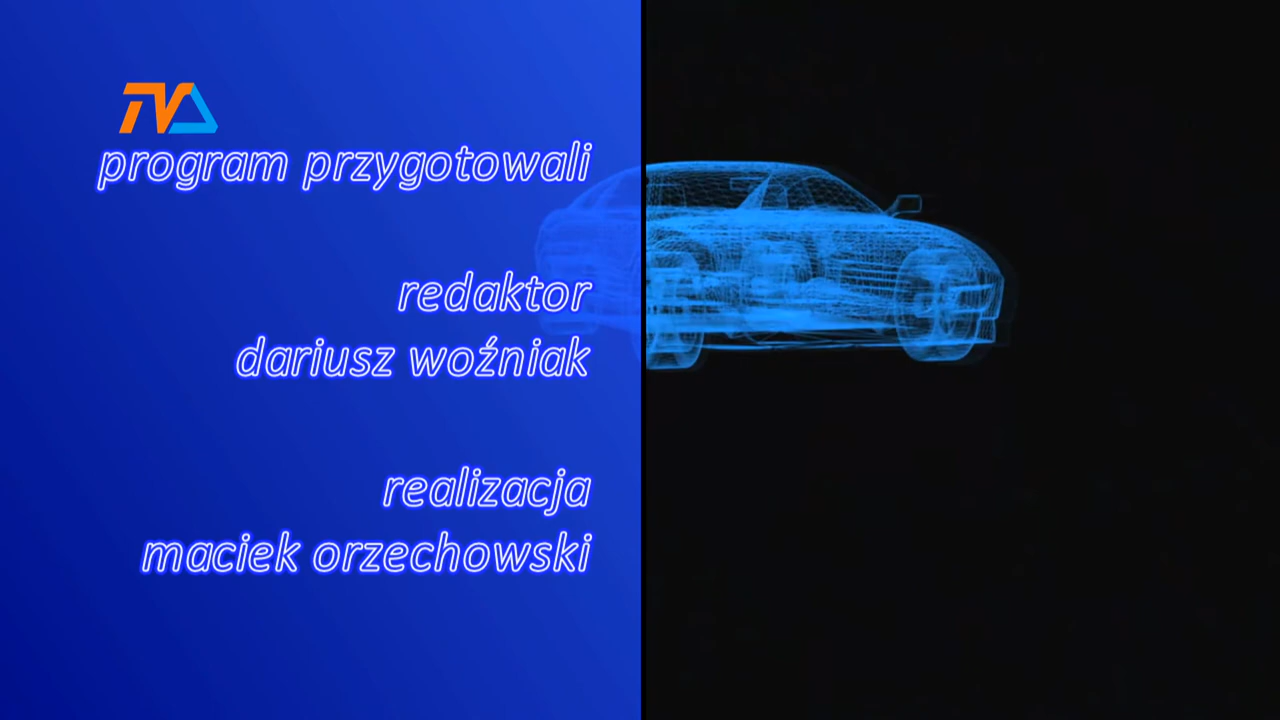 TVA
program przygotowali
redaktor
dariusz woźniak
realizacja
maciek orzechowski